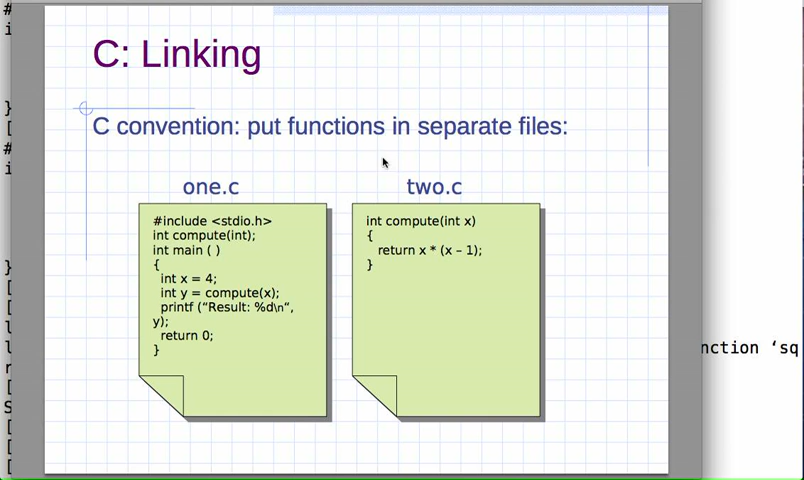 C: Linking
C convention: put functions in separate files:
one.c
#include <stdio.h>
int compute(int);
int main ( )
{
int x = 4;
int y = compute(x);
printf (“Result: %d\n“,
y);
return 0;
}
two.c
int compute(int x)
{
return x * (x – 1);
}
nction ‘sq